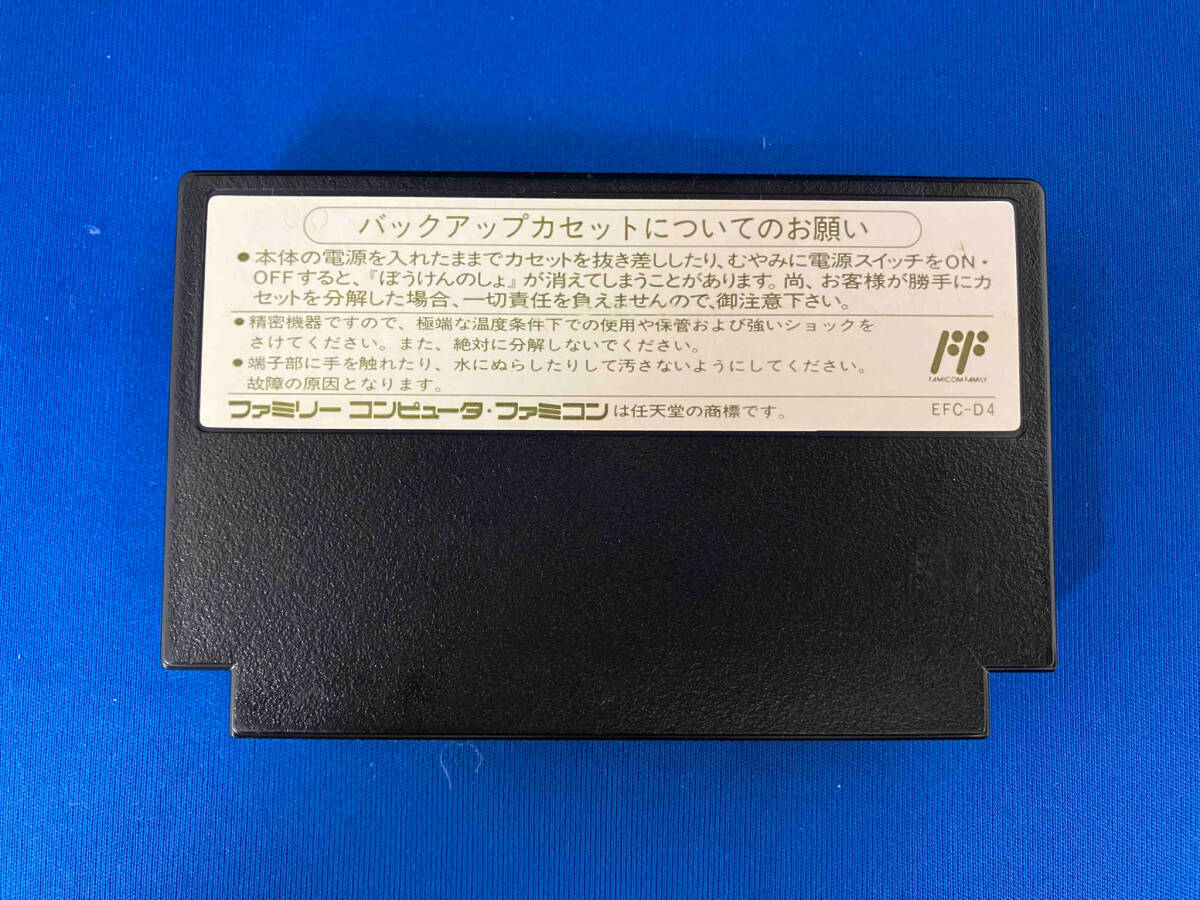 バックアップカセットについてのお願い
●本体の電源を入れたままでカセットを抜き差ししたり、むやみに電源スイッチをON・
OFFすると、『ぼうけんのしょ』が消えてしまうことがあります。尚、お客様が勝手にカ
セットを分解した場合、一切責任を負えませんので、御注意下さい。
●精密機器ですので、極端な温度条件下での使用や保管および強いショックを
さけてください。また、絶対に分解しないでください。
●端子部に手を触れたり、水にぬらしたりして汚さないようにしてください。
故障の原因となります。
FAMICOM FAMILY
ファミリー コンピュータ・ファミコンは任天堂の商標です。
EFC-D4